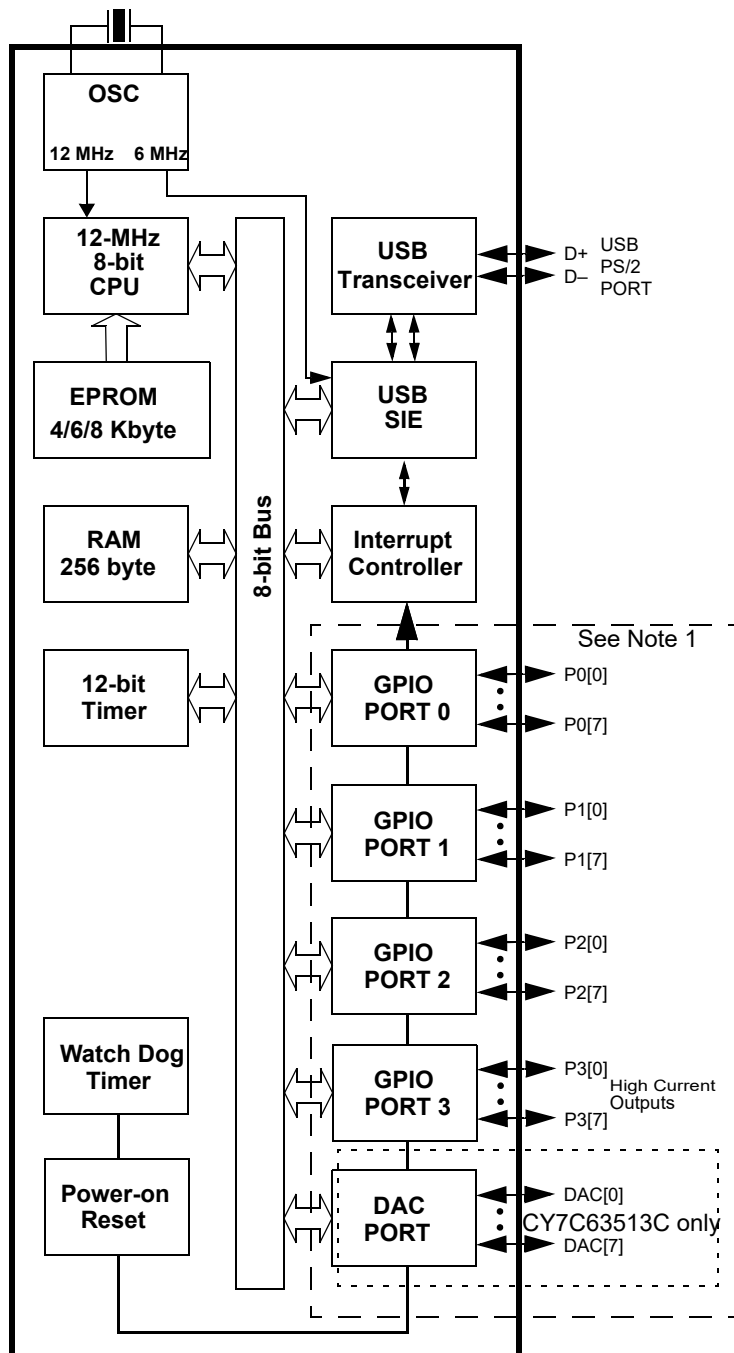 OSC
12 MHz 6 MHz
12-MHz
8-bit
CPU
USB
Transceiver
D+
D–
USB
PS/2
PORT
EPROM
4/6/8 Kbyte
USB
SIE
8-bit Bus
RAM
256 byte
Interrupt
Controller
See Note 1
12-bit
Timer
GPIO
PORT 0
P0[0]
P0[7]
GPIO
PORT 1
P1[0]
P1[7]
GPIO
PORT 2
P2[0]
P2[7]
Watch Dog
Timer
GPIO
PORT 3
P3[0]
P3[7]
High Current
Outputs
Power-on
Reset
DAC
PORT
DAC[0]
CY7C63513C only
DAC[7]